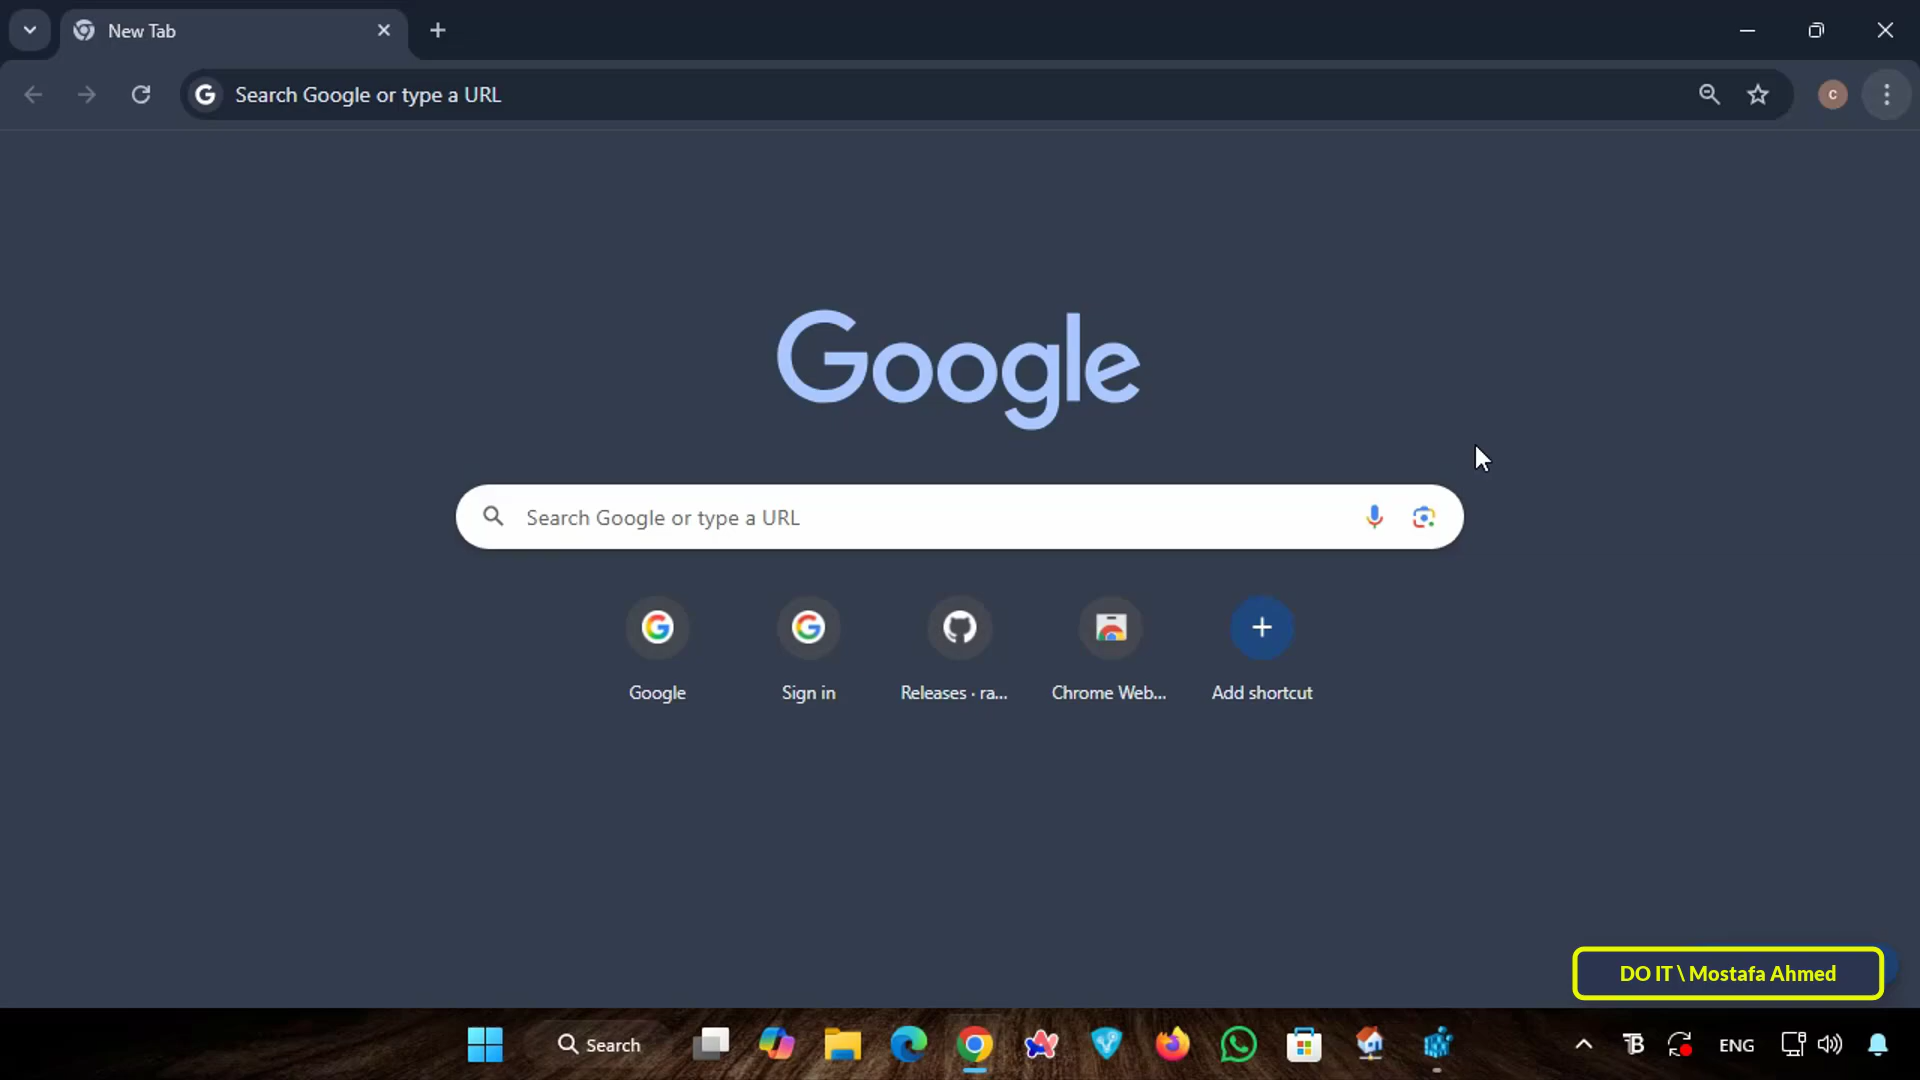 New Tab
Search Google or type a URL
C
Google
Search Google or type a URL
Google
Sign in
Releases · ra...
Chrome Web...
Add shortcut
DO IT \ Mostafa Ahmed
Search
ENG